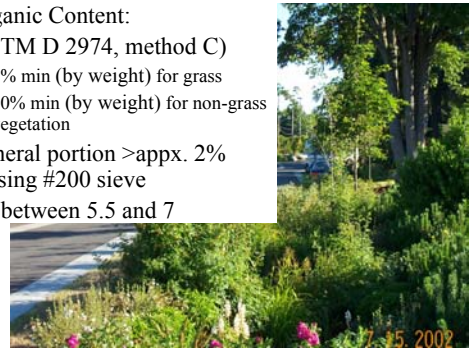 ganic Content:
TM D 2974, method C)
% min (by weight) for grass
0% min (by weight) for non-grass
egetation
neral portion >appx. 2%
sing #200 sieve
between 5.5 and 7
7.15.2002